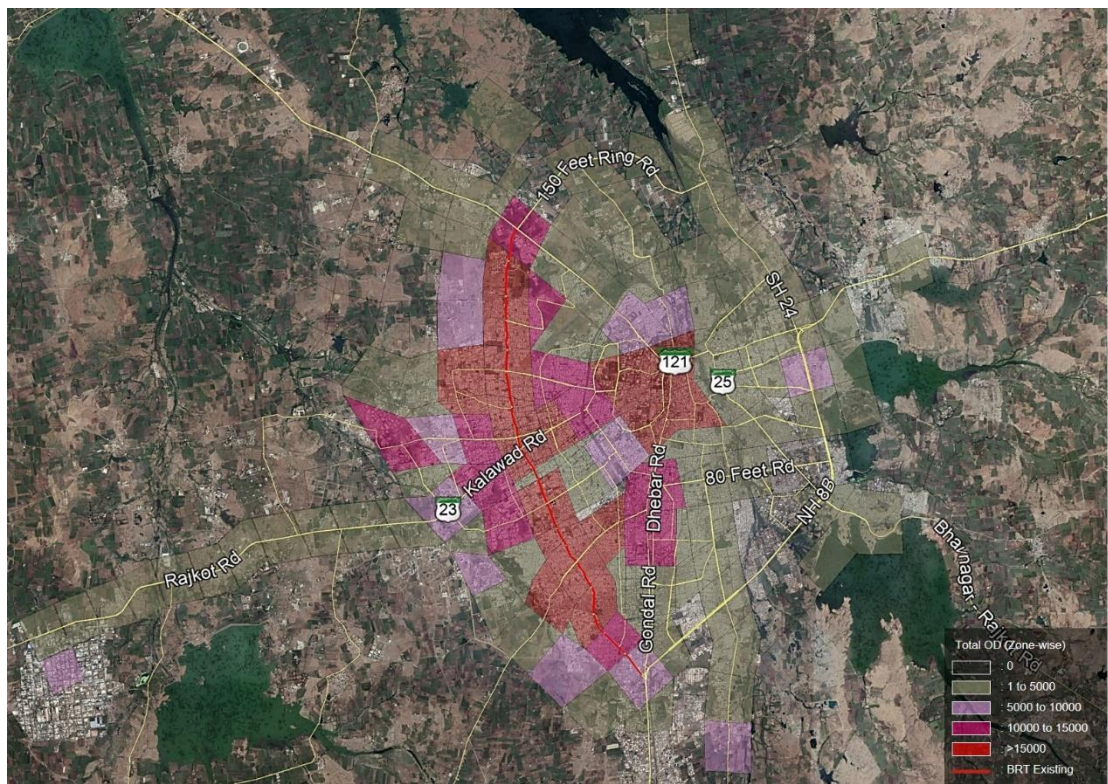 150 Feet Ring Rd
SH 24
121
25
Kalawad Rd
80 Feet Rd
Dhebar Rd
NH 8B
23
Rajkot Rd
Gondal Rd
Bhavnagar - Rajkot Rd
Total OD (Zone-wise)
: 0
: 1 to 5000
: 5000 to 10000
: 10000 to 15000
: >15000
: BRT Existing